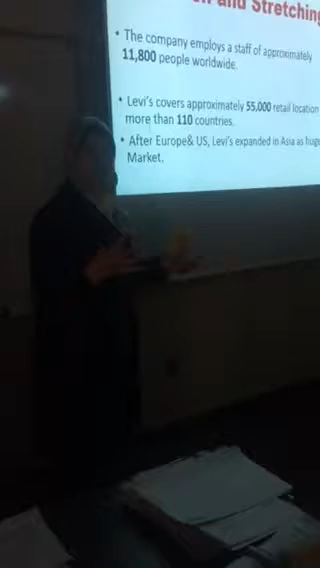 and Stretching
• The company employs a staff of approximately
11,800 people worldwide.
• Levi's covers approximately 55,000 retail location
more than 110 countries.
• After Europe& US, Levi's expanded in Asia as huge
Market.